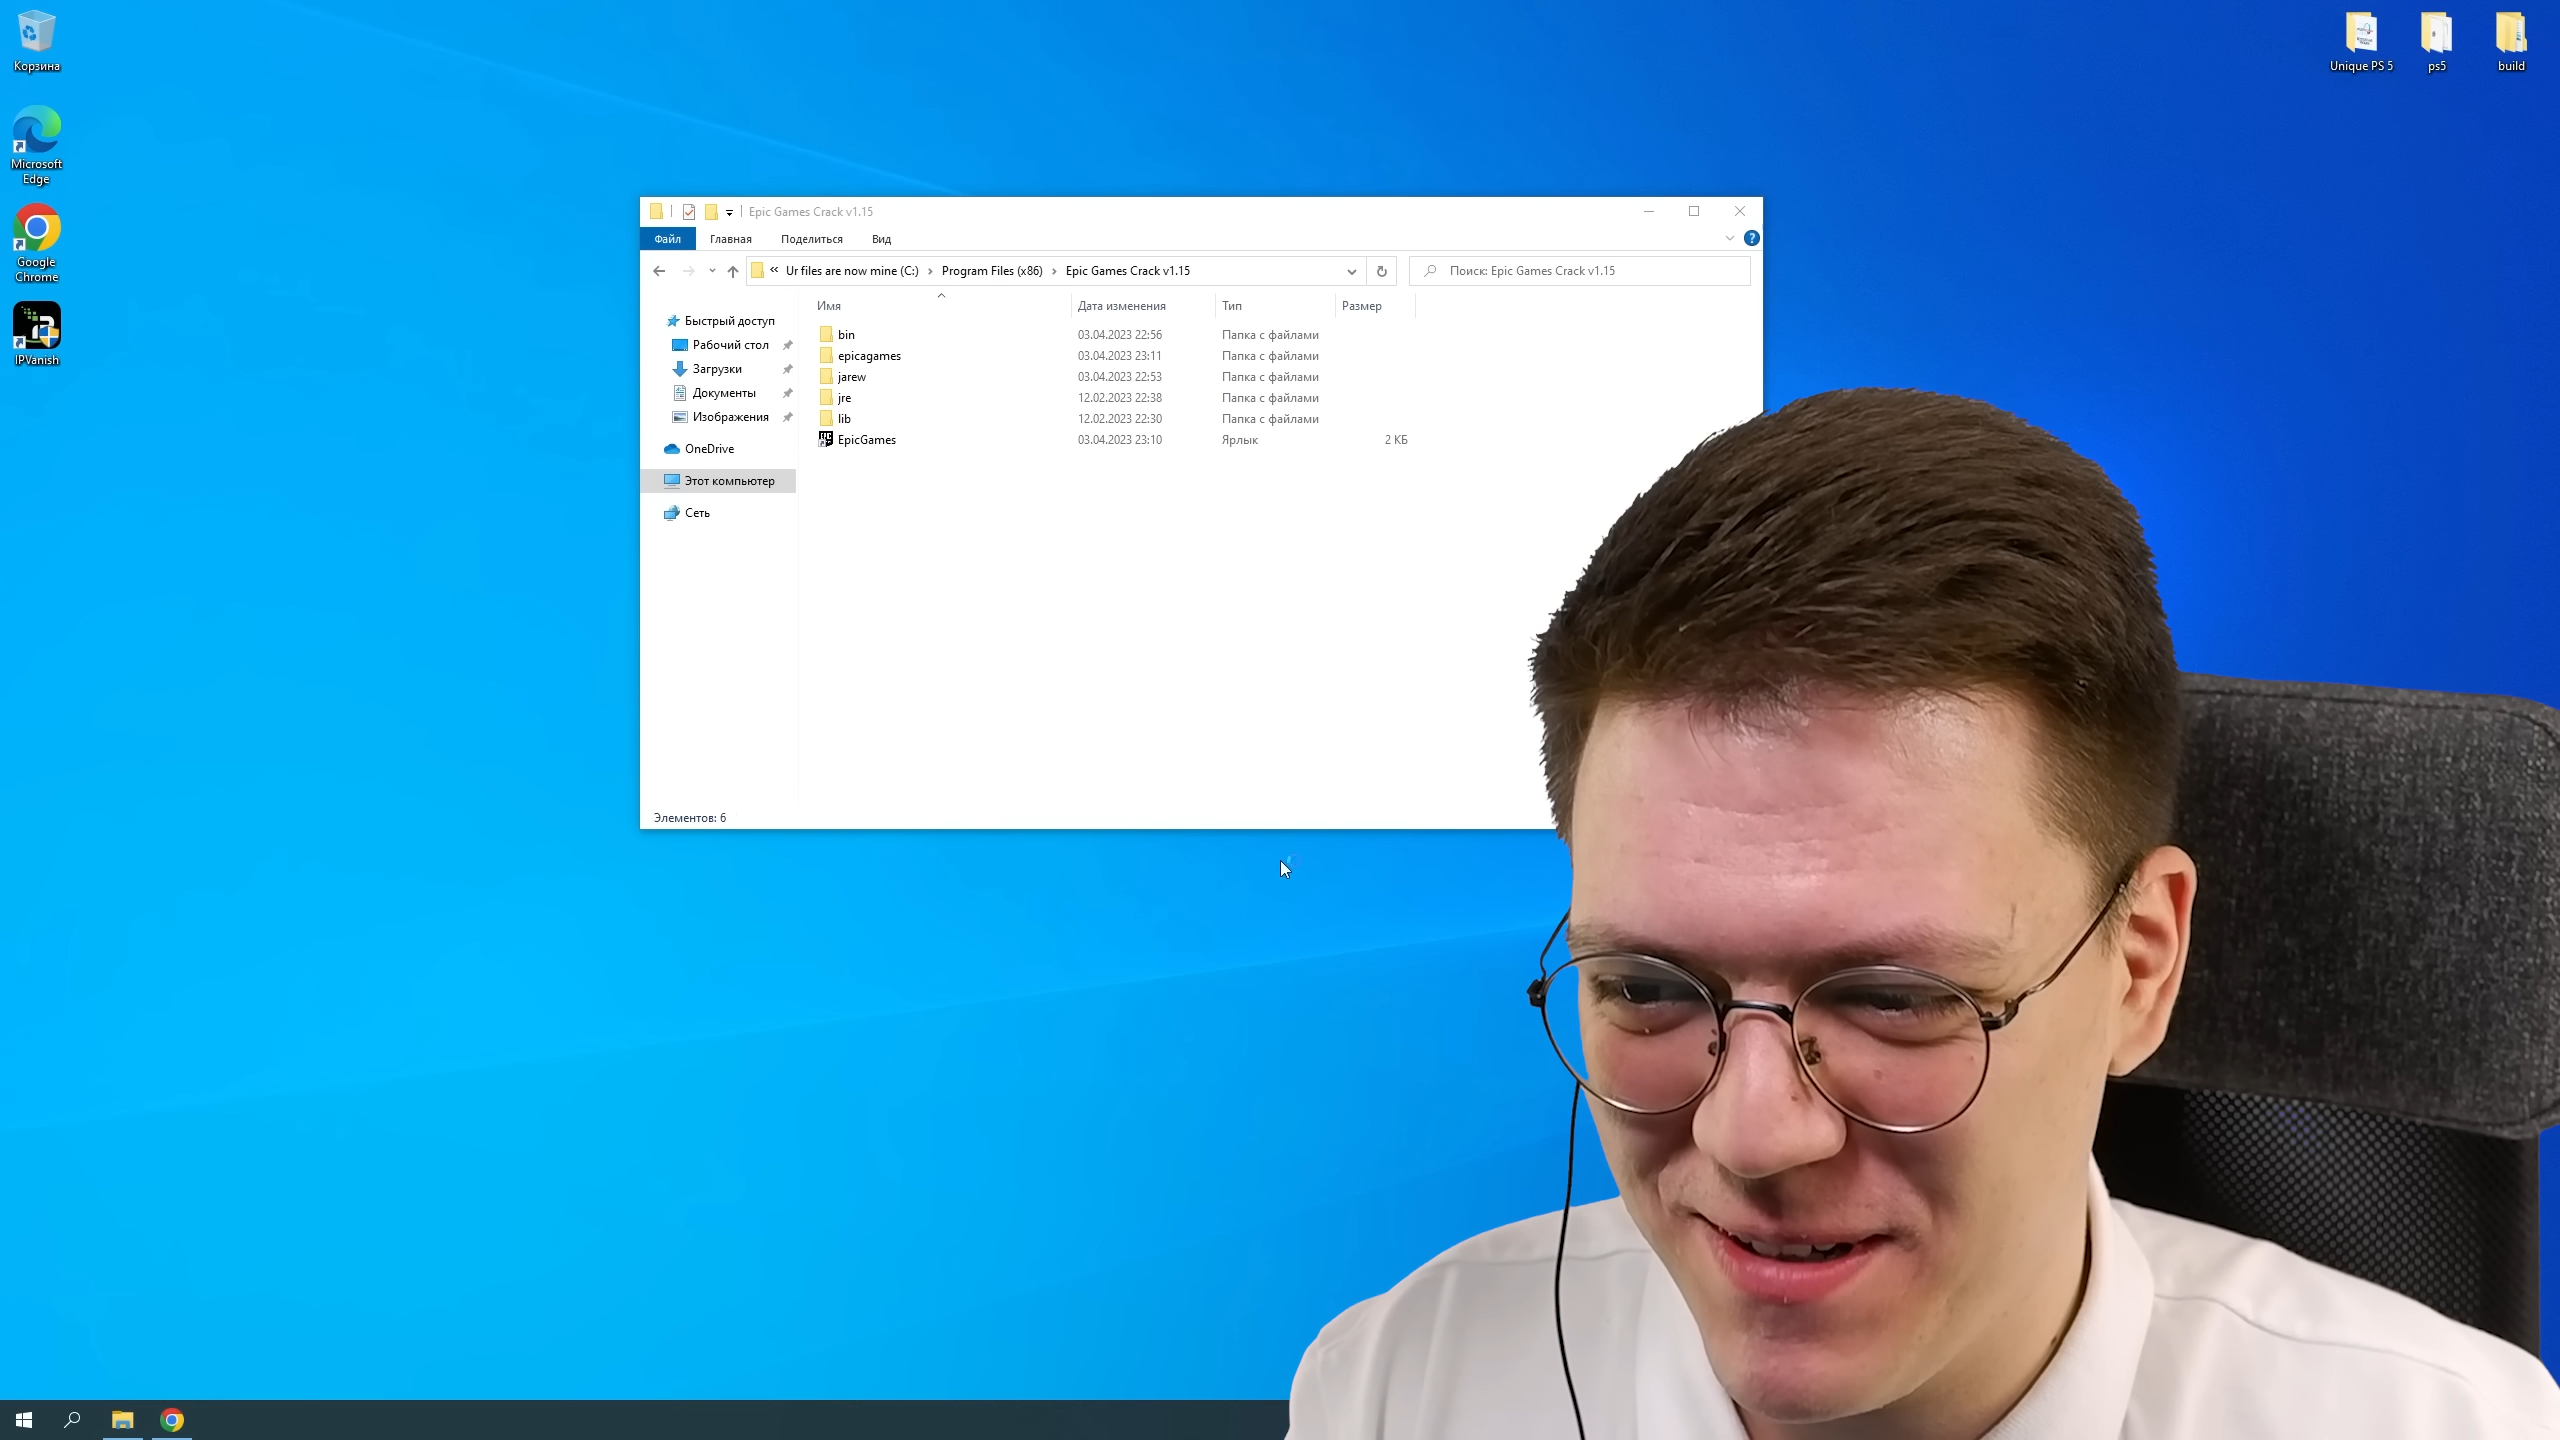 Корзина
Microsoft
Edge
Google
Chrome
IPVanish
Unique PS 5
ps5
build
Epic Games Crack v1.15
Файл Главная Поделиться Вид
« Ur files are now mine (C:) › Program Files (x86) › Epic Games Crack v1.15
Поиск: Epic Games Crack v1.15
Быстрый доступ
Рабочий стол
Загрузки
Документы
Изображения
OneDrive
Этот компьютер
Сеть
Имя Дата изменения Тип Размер
bin 03.04.2023 22:56 Папка с файлами
epicagames 03.04.2023 23:11 Папка с файлами
jarew 03.04.2023 22:53 Папка с файлами
jre 12.02.2023 22:38 Папка с файлами
lib 12.02.2023 22:30 Папка с файлами
EpicGames 03.04.2023 23:10 Ярлык 2 КБ
Элементов: 6